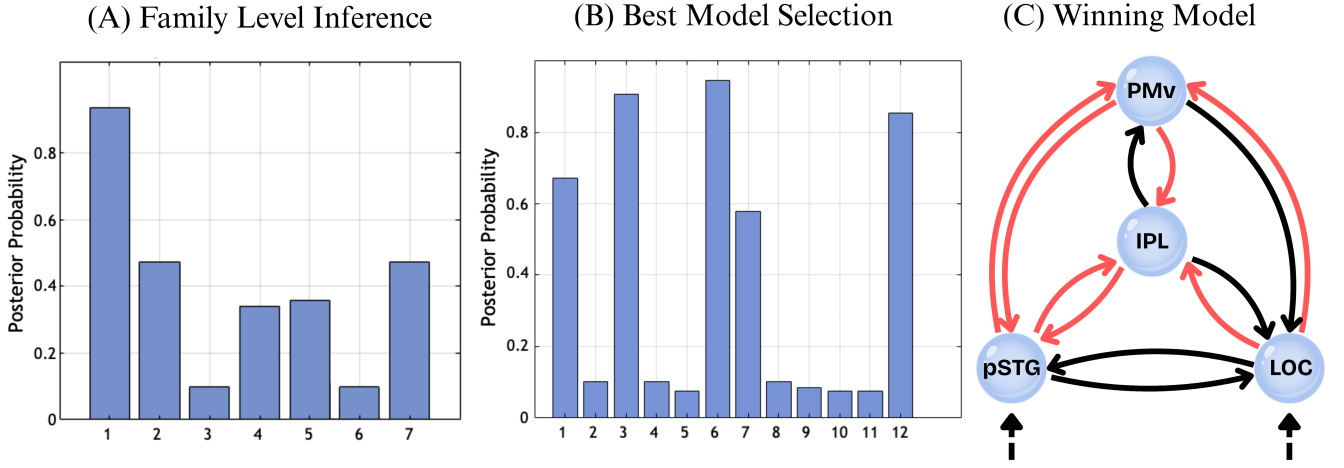 (A) Family Level Inference
Posterior Probability
0.8
0.6
0.4
0.2
0
1 2 3 4 5 6 7
(B) Best Model Selection
Posterior Probability
0.8
0.6
0.4
0.2
0
1 2 3 4 5 6 7 8 9 10 11 12
(C) Winning Model
PMv
IPL
pSTG
LOC